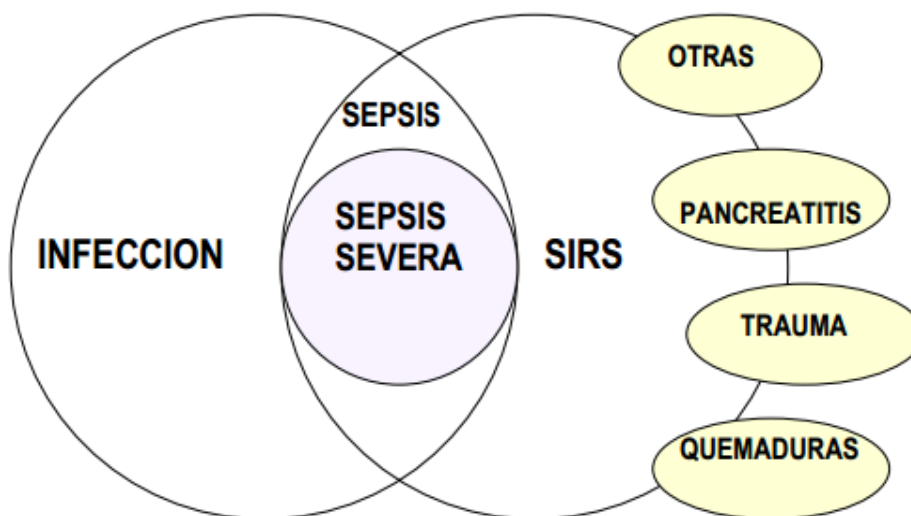 OTRAS
SEPSIS
SEPSIS
SEVERA
PANCREATITIS
INFECCION
SIRS
TRAUMA
QUEMADURAS